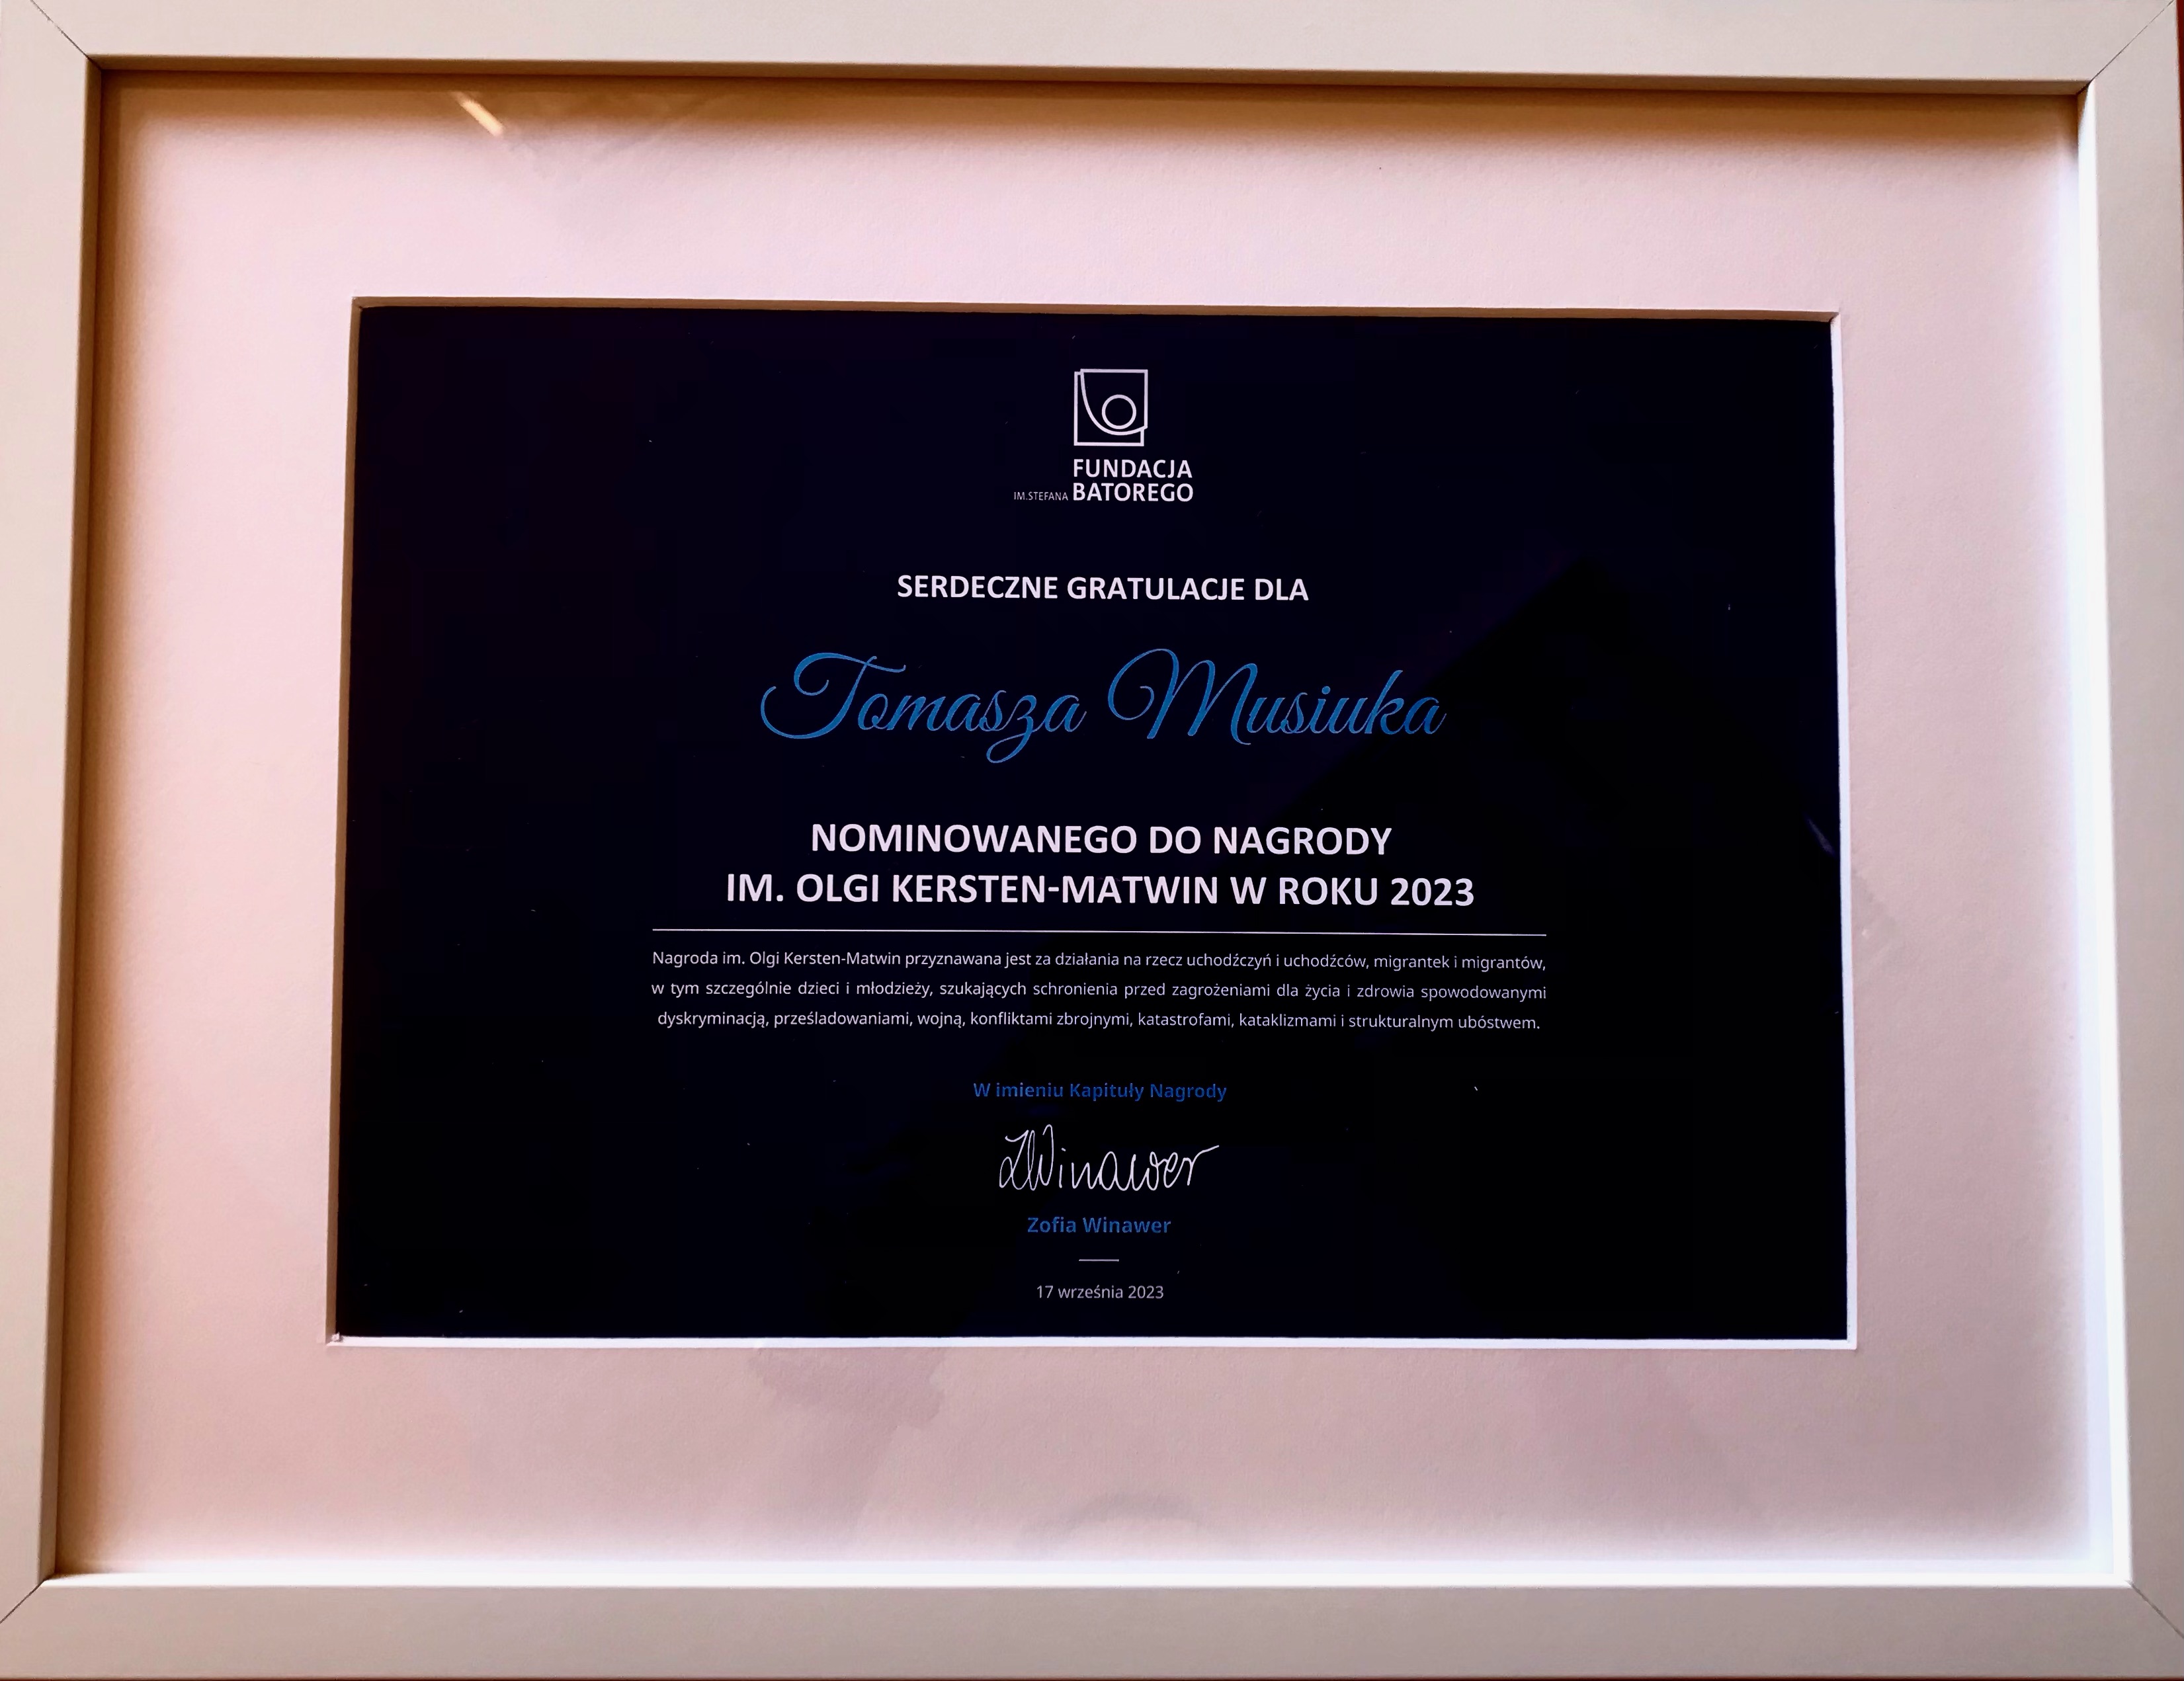 FUNDACJA
IM.STEFANA BATOREGO
SERDECZNE GRATULACJE DLA
Tomasza Musiuka
NOMINOWANEGO DO NAGRODY
IM. OLGI KERSTEN-MATWIN W ROKU 2023
Nagroda im. Olgi Kersten-Matwin przyznawana jest za działania na rzecz uchodźczyń i uchodźców, migrantek i migrantów,
w tym szczególnie dzieci i młodzieży, szukających schronienia przed zagrożeniami dla życia i zdrowia spowodowanymi
dyskryminacją, prześladowaniami, wojną, konfliktami zbrojnymi, katastrofami, kataklizmami i strukturalnym ubóstwem.
W imieniu Kapituły Nagrody
ZWinawer
Zofia Winawer
17 września 2023